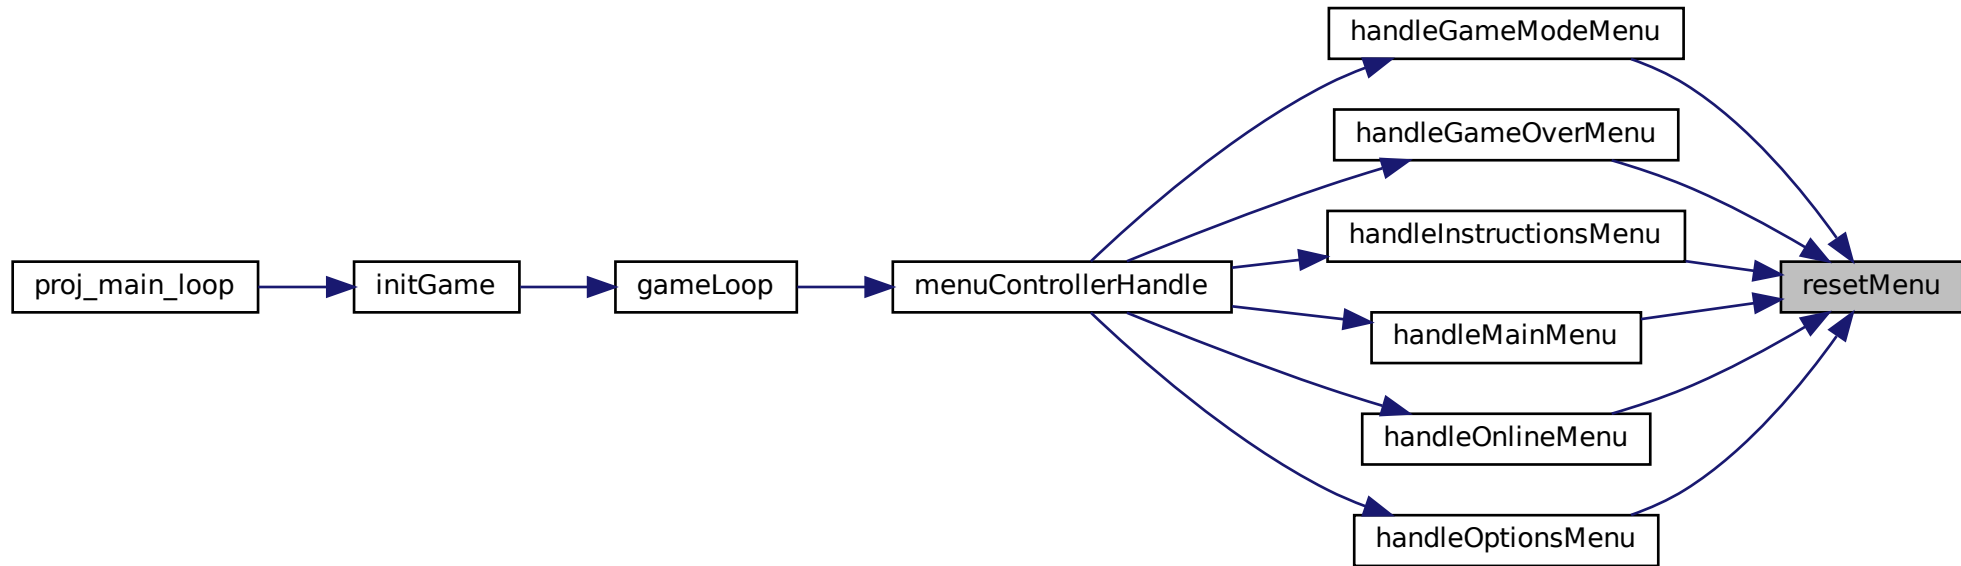 proj_main_loop
initGame
gameLoop
menuControllerHandle
handleGameModeMenu
handleGameOverMenu
handleInstructionsMenu
handleMainMenu
handleOnlineMenu
handleOptionsMenu
resetMenu